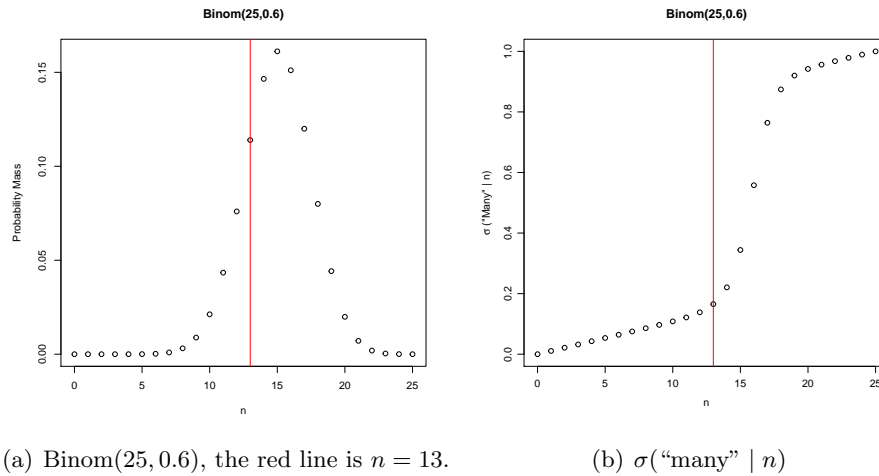 Binom(25,0.6)
Probability Mass
0.00 0.05 0.10 0.15
0 5 10 15 20 25
n
Binom(25,0.6)
σ ("Many" | n)
0.0 0.2 0.4 0.6 0.8 1.0
0 5 10 15 20 25
n
(a) Binom(25, 0.6), the red line is n = 13.
(b) σ(“many” | n)